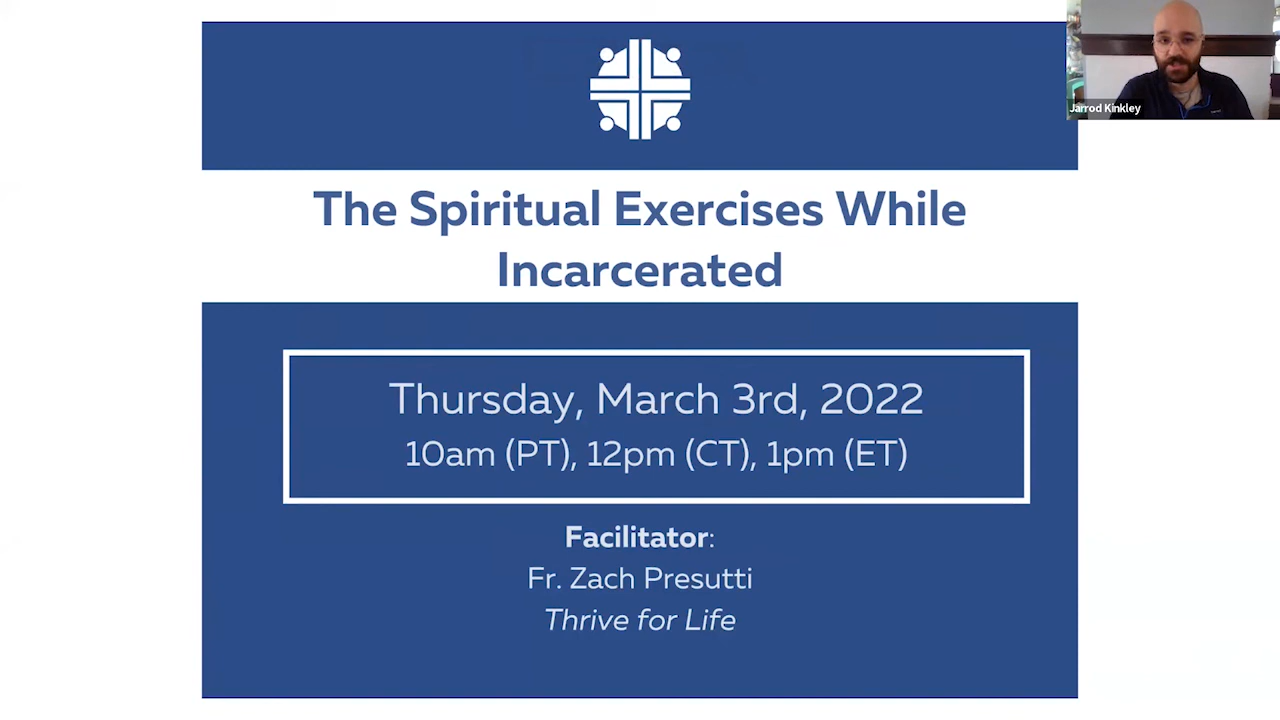 Jarrod Kinkley
The Spiritual Exercises While
Incarcerated
Thursday, March 3rd, 2022
10am (PT), 12pm (CT), 1pm (ET)
Facilitator:
Fr. Zach Presutti
Thrive for Life